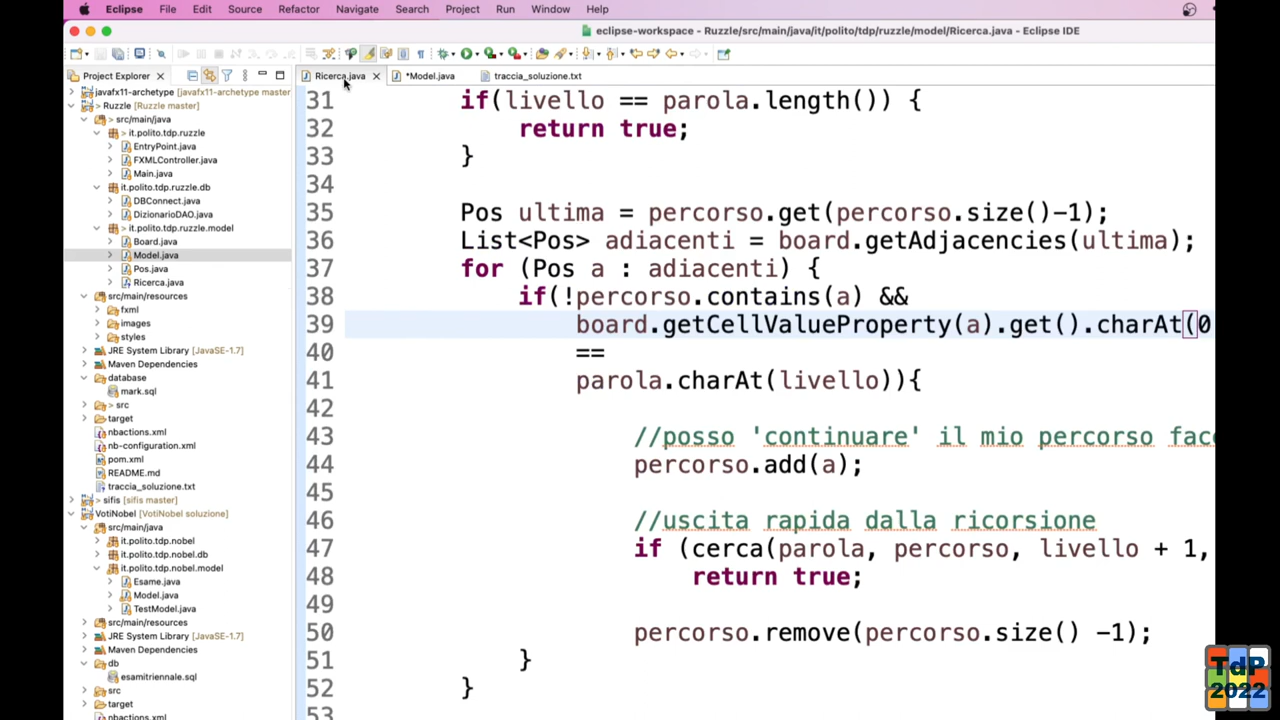 Eclipse File Edit Source Refactor Navigate Search Project Run Window Help
eclipse-workspace - Ruzzle/src/main/java/it/polito/tdp/ruzzle/model/Ricerca.java - Eclipse IDE
Project Explorer
Ricerca.java
*Model.java
traccia_soluzione.txt
javafx11-archetype [javafx11-archetype master
Ruzzle [Ruzzle master]
src/main/java
> it.polito.tdp.ruzzle
EntryPoint.java
FXMLController.java
Main.java
it.polito.tdp.ruzzle.db
DBConnect.java
DizionarioDAO.java
> it.polito.tdp.ruzzle.model
Board.java
Model.java
Pos.java
Ricerca.java
src/main/resources
fxml
images
styles
JRE System Library [JavaSE-1.7]
Maven Dependencies
database
mark.sql
> src
target
nbactions.xml
nb-configuration.xml
pom.xml
README.md
traccia_soluzione.txt
> sifis [sifis master]
VotiNobel [VotiNobel soluzione]
src/main/java
it.polito.tdp.nobel
it.polito.tdp.nobel.db
it.polito.tdp.nobel.model
Esame.java
Model.java
TestModel.java
src/main/resources
JRE System Library [JavaSE-1.7]
Maven Dependencies
db
esamitriennale.sql
src
target
nbactions.xml
31 if(livello == parola.length()) {
32 return true;
33 }
34
35 Pos ultima = percorso.get(percorso.size()-1);
36 List<Pos> adiacenti = board.getAdjacencies(ultima);
37 for (Pos a : adiacenti) {
38 if(!percorso.contains(a) &&
39 board.getCellValueProperty(a).get().charAt(0
40 ==
41 parola.charAt(livello)){
42
43 //posso 'continuare' il mio percorso fac
44 percorso.add(a);
45
46 //uscita rapida dalla ricorsione
47 if (cerca(parola, percorso, livello + 1,
48 return true;
49
50 percorso.remove(percorso.size() -1);
51 }
52 }
53
TdP
2022